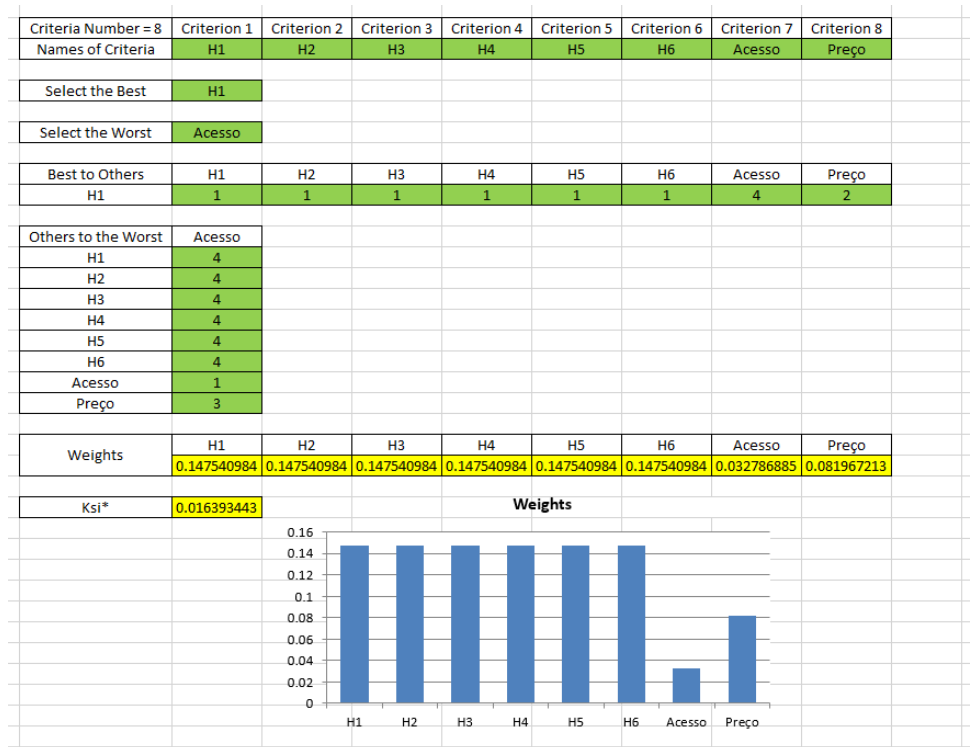 Criteria Number = 8 Criterion 1 Criterion 2 Criterion 3 Criterion 4 Criterion 5 Criterion 6 Criterion 7 Criterion 8
Names of Criteria H1 H2 H3 H4 H5 H6 Acesso Preço
Select the Best H1
Select the Worst Acesso
Best to Others H1 H2 H3 H4 H5 H6 Acesso Preço
H1 1 1 1 1 1 1 4 2
Others to the Worst Acesso
H1 4
H2 4
H3 4
H4 4
H5 4
H6 4
Acesso 1
Preço 3
Weights H1 H2 H3 H4 H5 H6 Acesso Preço
0.147540984 0.147540984 0.147540984 0.147540984 0.147540984 0.147540984 0.032786885 0.081967213
Ksi* 0.016393443
Weights
0.16
0.14
0.12
0.1
0.08
0.06
0.04
0.02
0
H1 H2 H3 H4 H5 H6 Acesso Preço